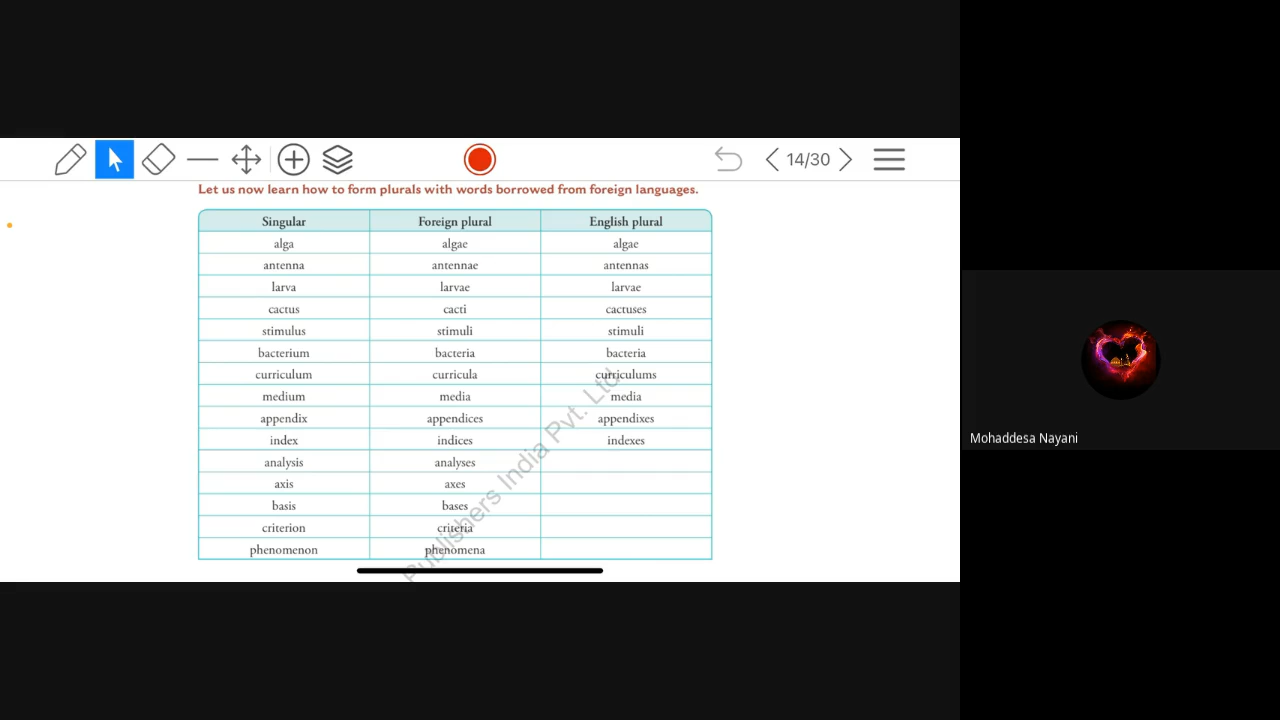 14/30
Let us now learn how to form plurals with words borrowed from foreign languages.
Singular Foreign plural English plural
alga algae algae
antenna antennae antennas
larva larvae larvae
cactus cacti cactuses
stimulus stimuli stimuli
bacterium bacteria bacteria
curriculum curricula curriculums
medium media media
appendix appendices appendixes
index indices indexes
analysis analyses
axis axes
basis bases
criterion criteria
phenomenon phenomena
Publishers India Pvt. Ltd
Mohaddesa Nayani